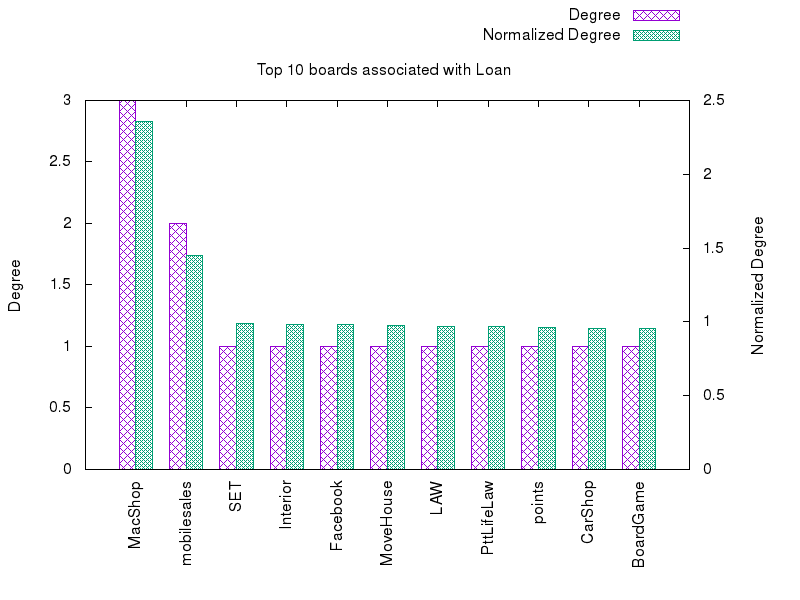 Degree
Normalized Degree
Top 10 boards associated with Loan
3
2.5
2
1.5
1
0.5
0
2.5
2
1.5
1
0.5
0
Degree
Normalized Degree
MacShop
mobilesales
SET
Interior
Facebook
MoveHouse
LAW
PttLifeLaw
points
CarShop
BoardGame